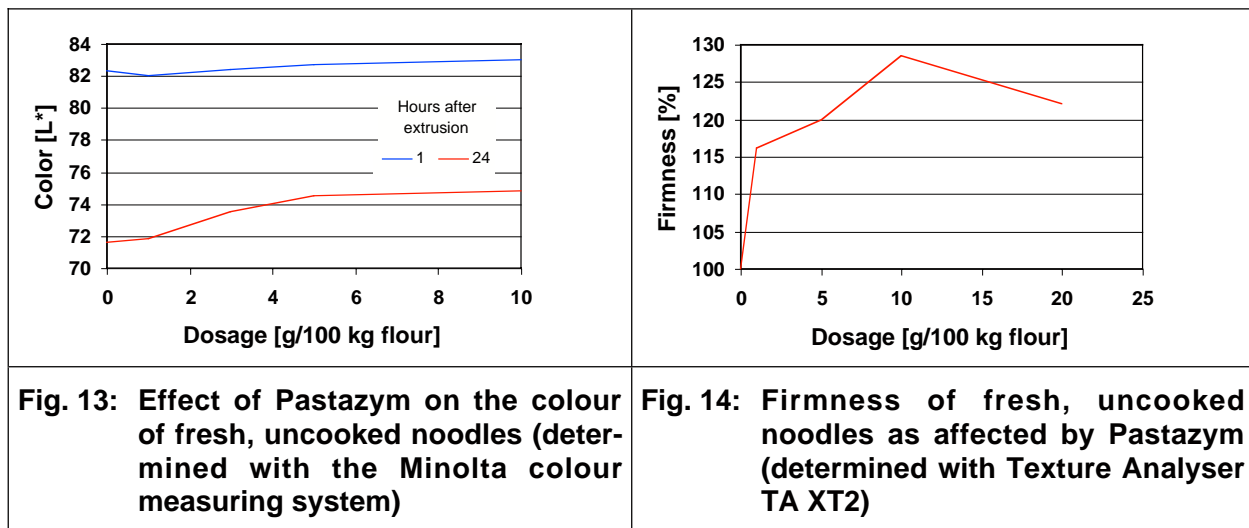 84
82
80
78
76
74
72
70
Color [L*]
Hours after
extrusion
1 24
0 2 4 6 8 10
Dosage [g/100 kg flour]
130
125
120
115
110
105
100
Firmness [%]
0 5 10 15 20 25
Dosage [g/100 kg flour]
Fig. 13: Effect of Pastazym on the colour
of fresh, uncooked noodles (deter-
mined with the Minolta colour
measuring system)
Fig. 14: Firmness of fresh, uncooked
noodles as affected by Pastazym
(determined with Texture Analyser
TA XT2)